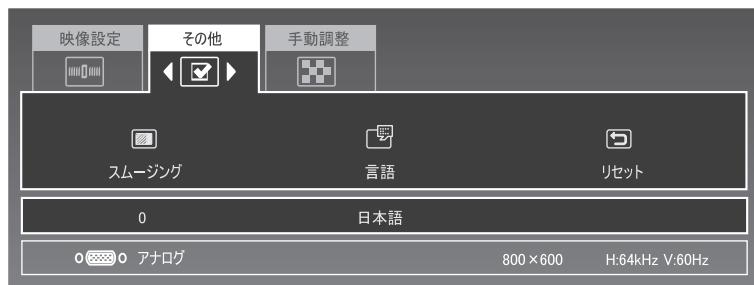 映像設定 その他 手動調整
スムージング 言語 リセット
0 日本語
アナログ 800×600 H:64kHz V:60Hz